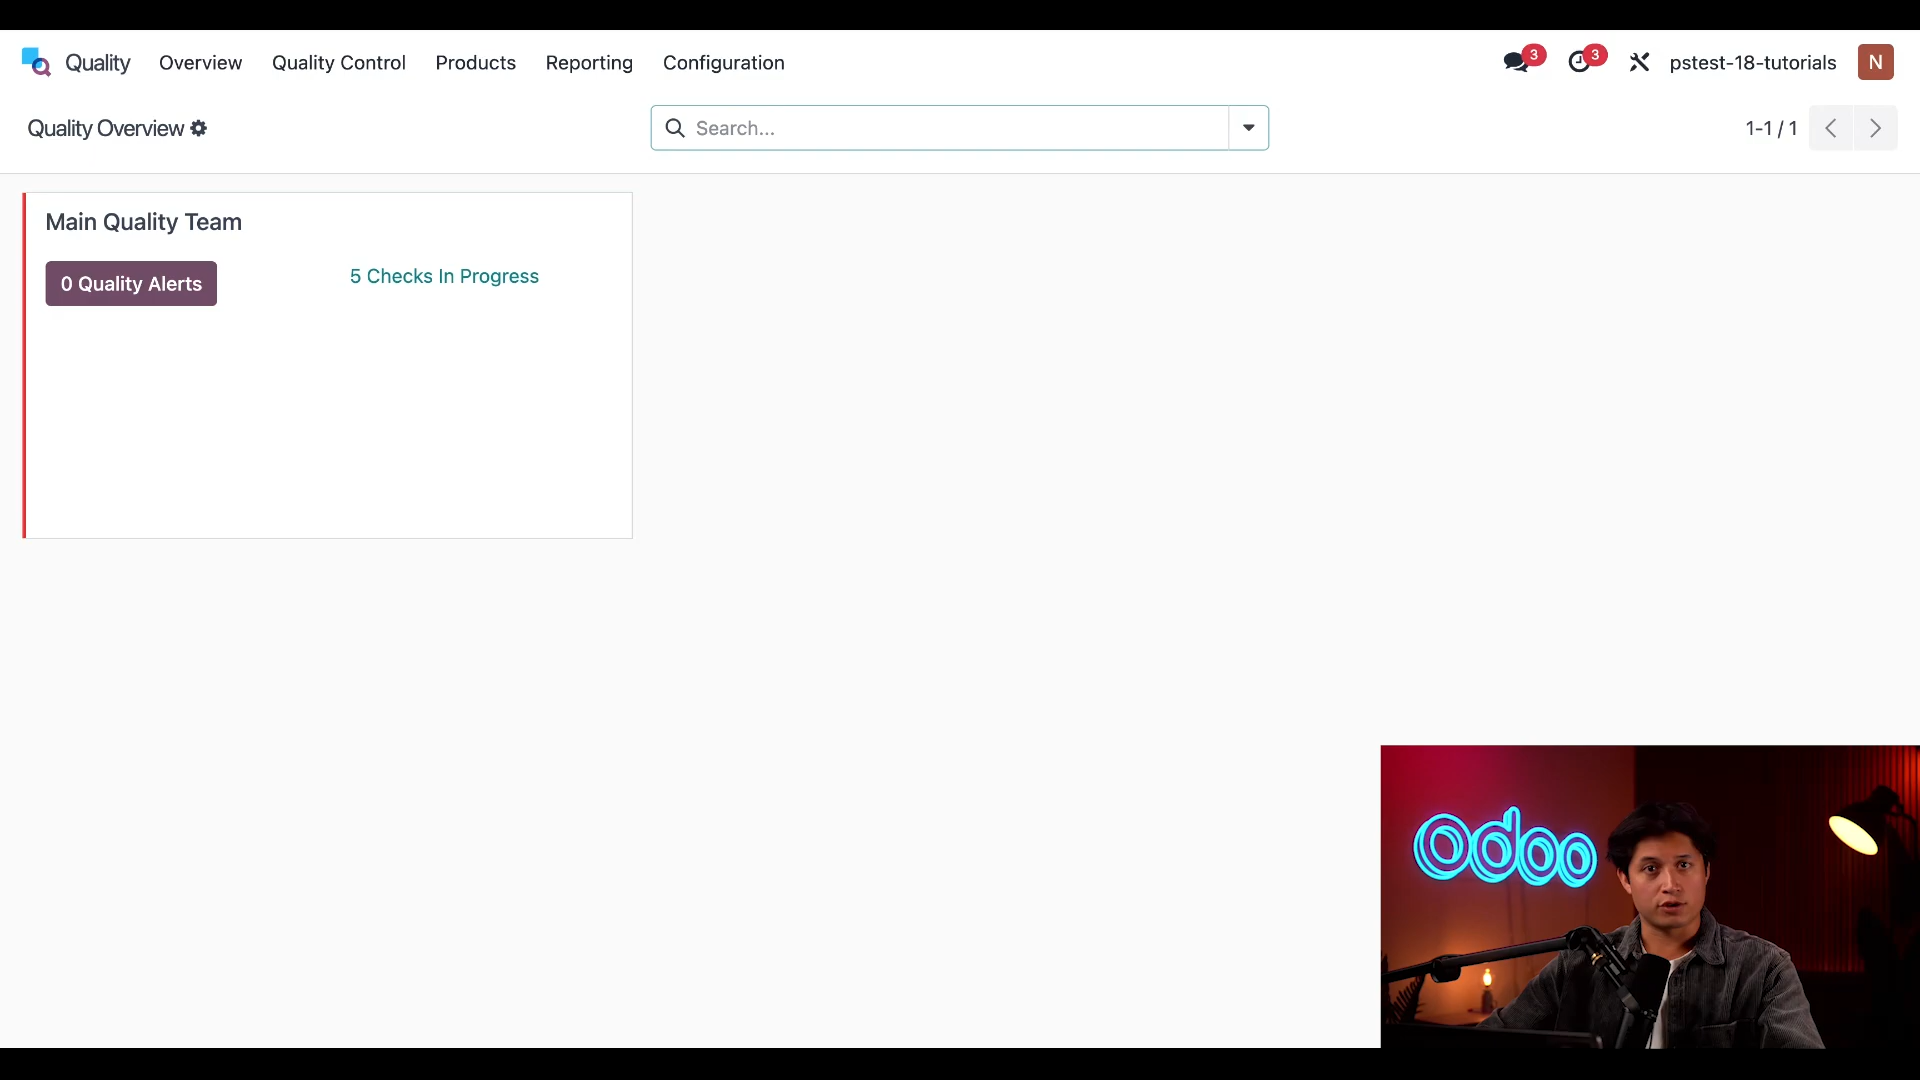 Quality Overview Quality Control Products Reporting Configuration 3 3 pstest-18-tutorials N
Quality Overview Search... 1-1 / 1
Main Quality Team
0 Quality Alerts 5 Checks In Progress
odoo